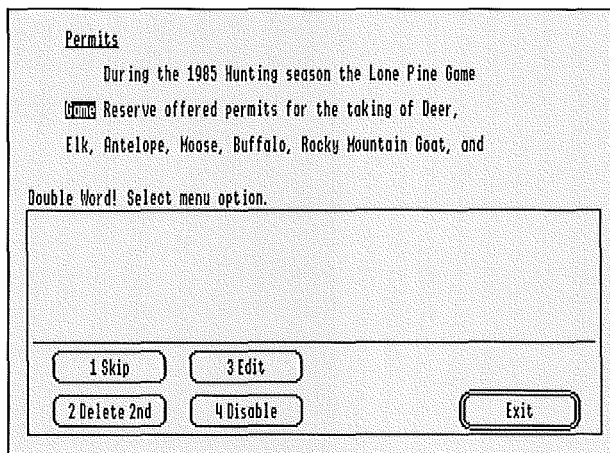 Permits
During the 1985 Hunting season the Lone Pine Game
Game Reserve offered permits for the taking of Deer,
Elk, Antelope, Moose, Buffalo, Rocky Mountain Goat, and
Double Word! Select menu option.
1 Skip
3 Edit
2 Delete 2nd
4 Disable
Exit